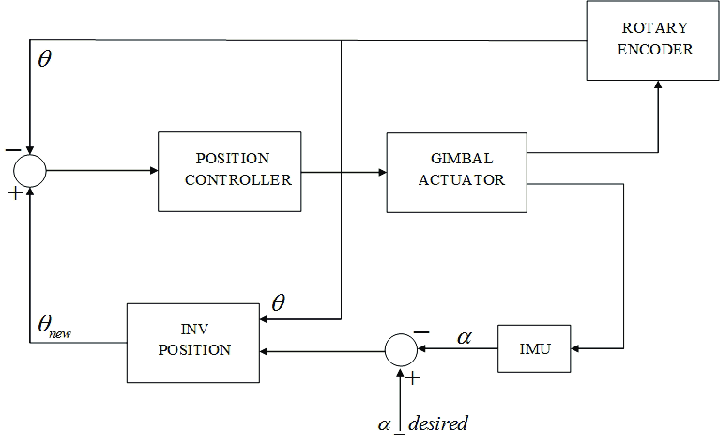 ROTARY
ENCODER
θ
−
POSITION
CONTROLLER
GIMBAL
ACTUATOR
+
θ
θnew
INV
POSITION
−
α
IMU
+
α_desired